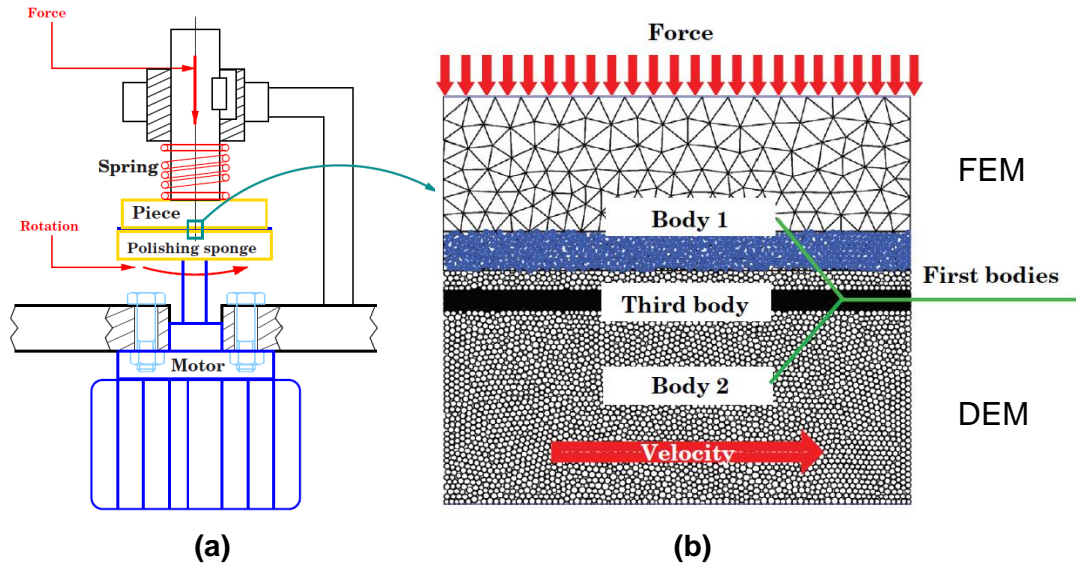 Force
Spring
Piece
Rotation
Polishing sponge
Motor
(a)
Force
FEM
Body 1
First bodies
Third body
Body 2
DEM
Velocity
(b)